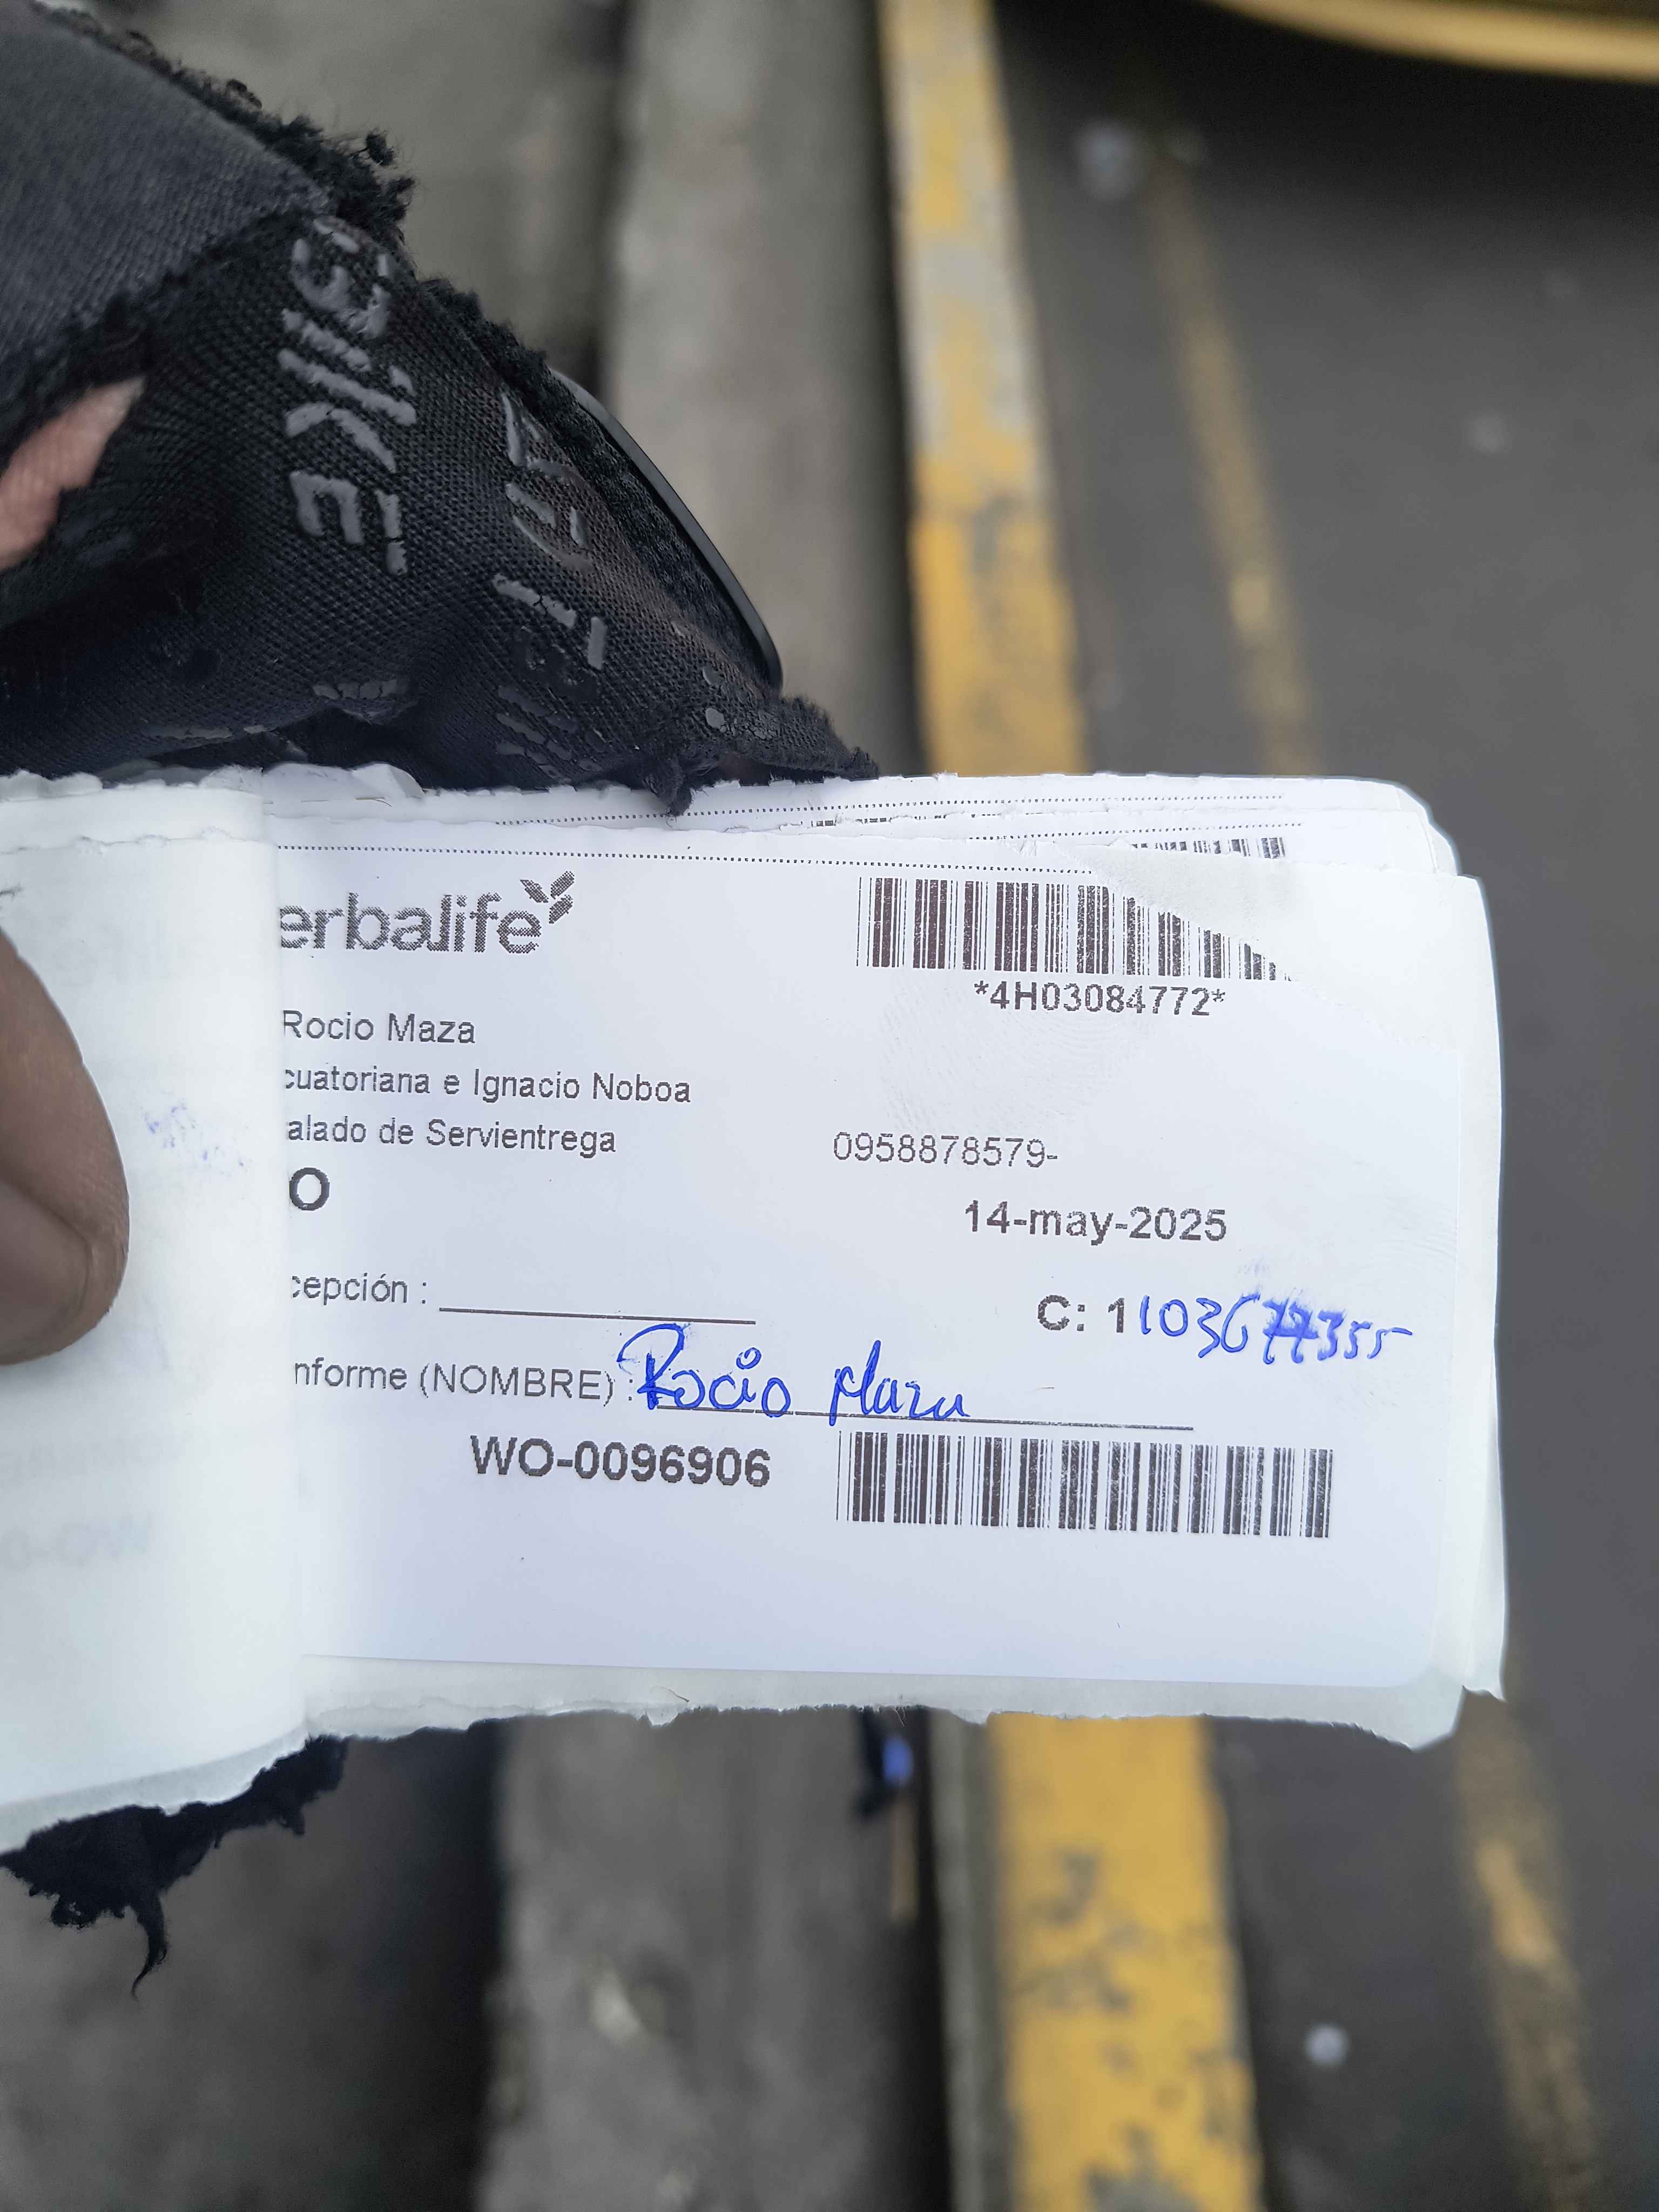 BIKE
erbalife
*4H03084772*
Rocio Maza
cuatoriana e Ignacio Noboa
alado de Servientrega
0958878579-
O
14-may-2025
cepción :
C: 1103677355
nforme (NOMBRE) : Rocio Maza
WO-0096906